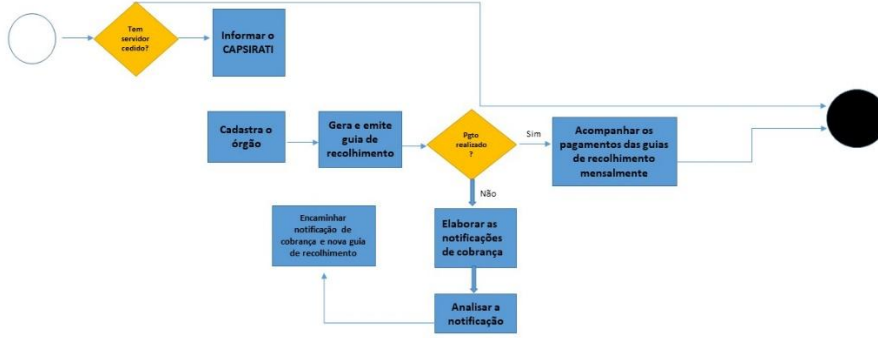 Tem
servidor
cedido?
Informar o
CAPSIRATI
Cadastra o
órgão
Gera e emite
guia de
recolhimento
Pgto
realizado
?
Sim
Acompanhar os
pagamentos das guias
de recolhimento
mensalmente
Não
Elaborar as
notificações
de cobrança
Encaminhar
notificação de
cobrança e nova guia
de recolhimento
Analisar a
notificação